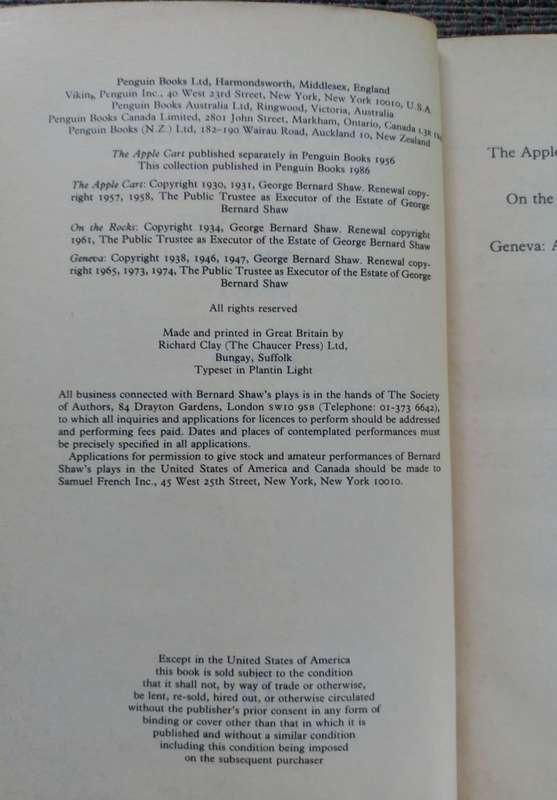 Penguin Books Ltd, Harmondsworth, Middlesex, England
Viking Penguin Inc., 40 West 23rd Street, New York, New York 10010, U.S.A.
Penguin Books Australia Ltd, Ringwood, Victoria, Australia
Penguin Books Canada Limited, 2801 John Street, Markham, Ontario, Canada L3R
Penguin Books (N.Z.) Ltd, 182–190 Wairau Road, Auckland 10, New Zealand
The Apple Cart published separately in Penguin Books 1956
This collection published in Penguin Books 1986
The Apple Cart: Copyright 1930, 1931, George Bernard Shaw. Renewal copy-
right 1957, 1958, The Public Trustee as Executor of the Estate of George
Bernard Shaw
On the Rocks: Copyright 1934, George Bernard Shaw. Renewal copyright
1961, The Public Trustee as Executor of the Estate of George Bernard Shaw
Geneva: Copyright 1938, 1946, 1947, George Bernard Shaw. Renewal copy-
right 1965, 1973, 1974, The Public Trustee as Executor of the Estate of George
Bernard Shaw
All rights reserved
Made and printed in Great Britain by
Richard Clay (The Chaucer Press) Ltd,
Bungay, Suffolk
Typeset in Plantin Light
All business connected with Bernard Shaw's plays is in the hands of The Society
of Authors, 84 Drayton Gardens, London SW10 9SB (Telephone: 01-373 6642),
to which all inquiries and applications for licences to perform should be addressed
and performing fees paid. Dates and places of contemplated performances must
be precisely specified in all applications.
Applications for permission to give stock and amateur performances of Bernard
Shaw's plays in the United States of America and Canada should be made to
Samuel French Inc., 45 West 25th Street, New York, New York 10010.
Except in the United States of America
this book is sold subject to the condition
that it shall not, by way of trade or otherwise,
be lent, re-sold, hired out, or otherwise circulated
without the publisher's prior consent in any form of
binding or cover other than that in which it is
published and without a similar condition
including this condition being imposed
on the subsequent purchaser
The Apple
On the
Geneva: A